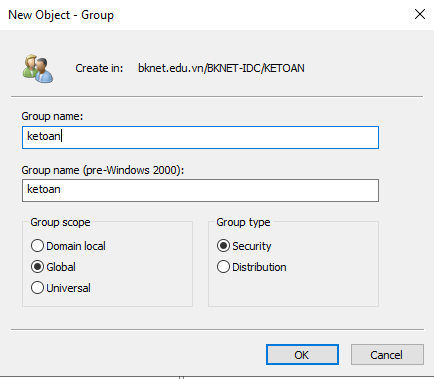 New Object - Group
Create in: bknet.edu.vn/BKNET-IDC/KETOAN
Group name:
ketoan
Group name (pre-Windows 2000):
ketoan
Group scope
Domain local
Global
Universal
Group type
Security
Distribution
OK
Cancel